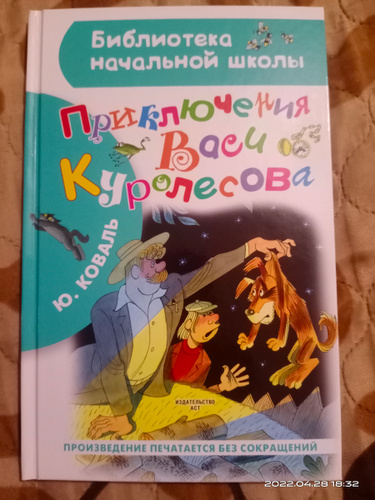 Библиотека
начальной школы
Приключения
Васи
Куролесова
Ю. КОВАЛЬ
ИЗДАТЕЛЬСТВО
АСТ
ПРОИЗВЕДЕНИЕ ПЕЧАТАЕТСЯ БЕЗ СОКРАЩЕНИЙ
2022.04.28 18:32